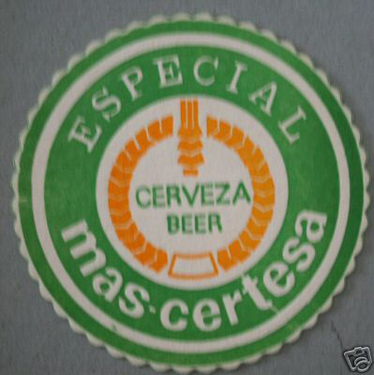 ESPECIAL
CERVEZA
BEER
mas-certesa